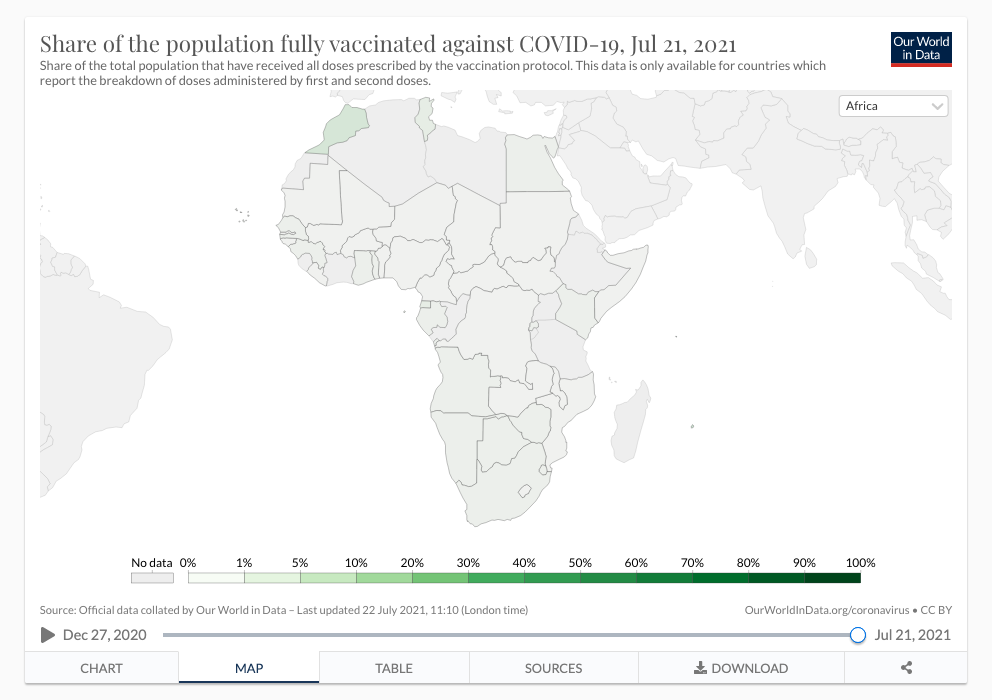 Share of the population fully vaccinated against COVID-19, Jul 21, 2021
Share of the total population that have received all doses prescribed by the vaccination protocol. This data is only available for countries which
report the breakdown of doses administered by first and second doses.
Our World
in Data
Africa
No data 0% 1% 5% 10% 20% 30% 40% 50% 60% 70% 80% 90% 100%
Source: Official data collated by Our World in Data – Last updated 22 July 2021, 11:10 (London time)
OurWorldInData.org/coronavirus • CC BY
Dec 27, 2020
Jul 21, 2021
CHART
MAP
TABLE
SOURCES
DOWNLOAD